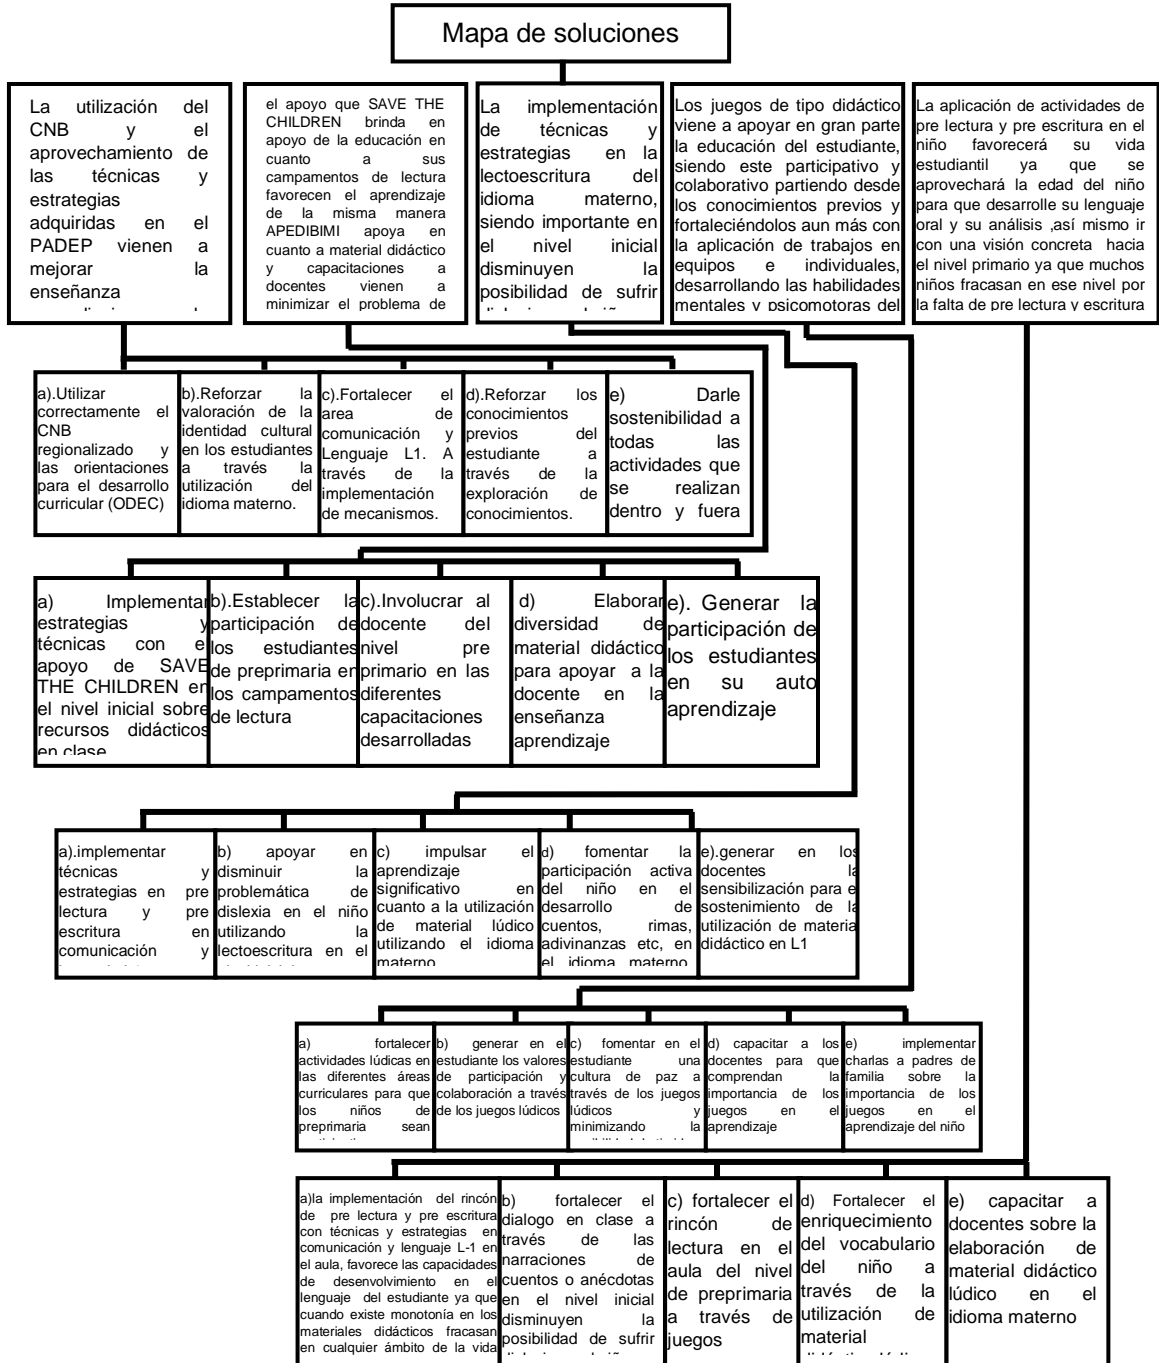 Mapa de soluciones
La utilización del
CNB y el
aprovechamiento de
las técnicas y
estrategias
adquiridas en el
PADEP vienen a
mejorar la
enseñanza
el apoyo que SAVE THE
CHILDREN brinda en
apoyo de la educación en
cuanto a sus
campamentos de lectura
favorecen el aprendizaje
de la misma manera
APEDIBIMI apoya en
cuanto a material didáctico
y capacitaciones a
docentes vienen a
minimizar el problema de
La implementación
de técnicas y
estrategias en la
lectoescritura del
idioma materno,
siendo importante en
el nivel inicial
disminuyen la
posibilidad de sufrir
Los juegos de tipo didáctico
viene a apoyar en gran parte
la educación del estudiante,
siendo este participativo y
colaborativo partiendo desde
los conocimientos previos y
fortaleciéndolos aun más con
la aplicación de trabajos en
equipos e individuales,
desarrollando las habilidades
mentales y psicomotoras del
La aplicación de actividades de
pre lectura y pre escritura en el
niño favorecerá su vida
estudiantil ya que se
aprovechará la edad del niño
para que desarrolle su lenguaje
oral y su análisis ,así mismo ir
con una visión concreta hacia
el nivel primario ya que muchos
niños fracasan en ese nivel por
la falta de pre lectura y escritura
a).Utilizar
correctamente el
CNB
regionalizado y
las orientaciones
para el desarrollo
curricular (ODEC)
b).Reforzar la
valoración de la
identidad cultural
en los estudiantes
a través la
utilización del
idioma materno.
c).Fortalecer el
area de
comunicación y
Lenguaje L1. A
través de la
implementación
de mecanismos.
d).Reforzar los
conocimientos
previos del
estudiante a
través de la
exploración de
conocimientos.
e) Darle
sostenibilidad a
todas las
actividades que
se realizan
dentro y fuera
a) Implementar
estrategias y
técnicas con el
apoyo de SAVE
THE CHILDREN en
el nivel inicial sobre
recursos didácticos
en clase
b).Establecer la
participación de
los estudiantes
de preprimaria en
los campamentos
de lectura
c).Involucrar al
docente del
nivel pre
primario en las
diferentes
capacitaciones
desarrolladas
d) Elaborar
diversidad de
material didáctico
para apoyar a la
docente en la
enseñanza
aprendizaje
e). Generar la
participación de
los estudiantes
en su auto
aprendizaje
a).implementar
técnicas y
estrategias en pre
lectura y pre
escritura en
comunicación y
b) apoyar en
disminuir la
problemática de
dislexia en el niño
utilizando la
lectoescritura en el
c) impulsar el
aprendizaje
significativo en
cuanto a la utilización
de material lúdico
utilizando el idioma
materno
d) fomentar la
participación activa
del niño en el
desarrollo de
cuentos, rimas,
adivinanzas etc, en
el idioma materno
e).generar en los
docentes la
sensibilización para el
sostenimiento de la
utilización de material
didáctico en L1
a) fortalecer
actividades lúdicas en
las diferentes áreas
curriculares para que
los niños de
preprimaria sean
b) generar en el
estudiante los valores
de participación y
colaboración a través
de los juegos lúdicos
c) fomentar en el
estudiante una
cultura de paz a
través de los juegos
lúdicos y
minimizando la
d) capacitar a los
docentes para que
comprendan la
importancia de los
juegos en el
aprendizaje
e) implementar
charlas a padres de
familia sobre la
importancia de los
juegos en el
aprendizaje del niño
a)la implementación del rincón
de pre lectura y pre escritura
con técnicas y estrategias en
comunicación y lenguaje L-1 en
el aula, favorece las capacidades
de desenvolvimiento en el
lenguaje del estudiante ya que
cuando existe monotonía en los
materiales didácticos fracasan
en cualquier ámbito de la vida
b) fortalecer el
dialogo en clase a
través de las
narraciones de
cuentos o anécdotas
en el nivel inicial
disminuyen la
posibilidad de sufrir
c) fortalecer el
rincón de
lectura en el
aula del nivel
de preprimaria
a través de
juegos
d) Fortalecer el
enriquecimiento
del vocabulario
del niño a
través de la
utilización de
material
e) capacitar a
docentes sobre la
elaboración de
material didáctico
lúdico en el
idioma materno